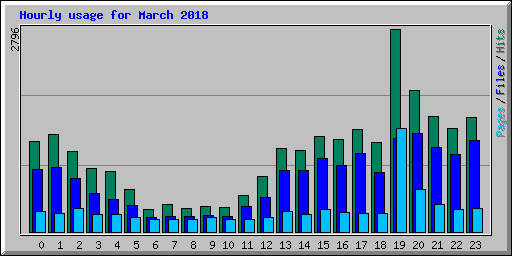 Hourly usage for March 2018
2796
Pages / Files / Hits
0 1 2 3 4 5 6 7 8 9 10 11 12 13 14 15 16 17 18 19 20 21 22 23